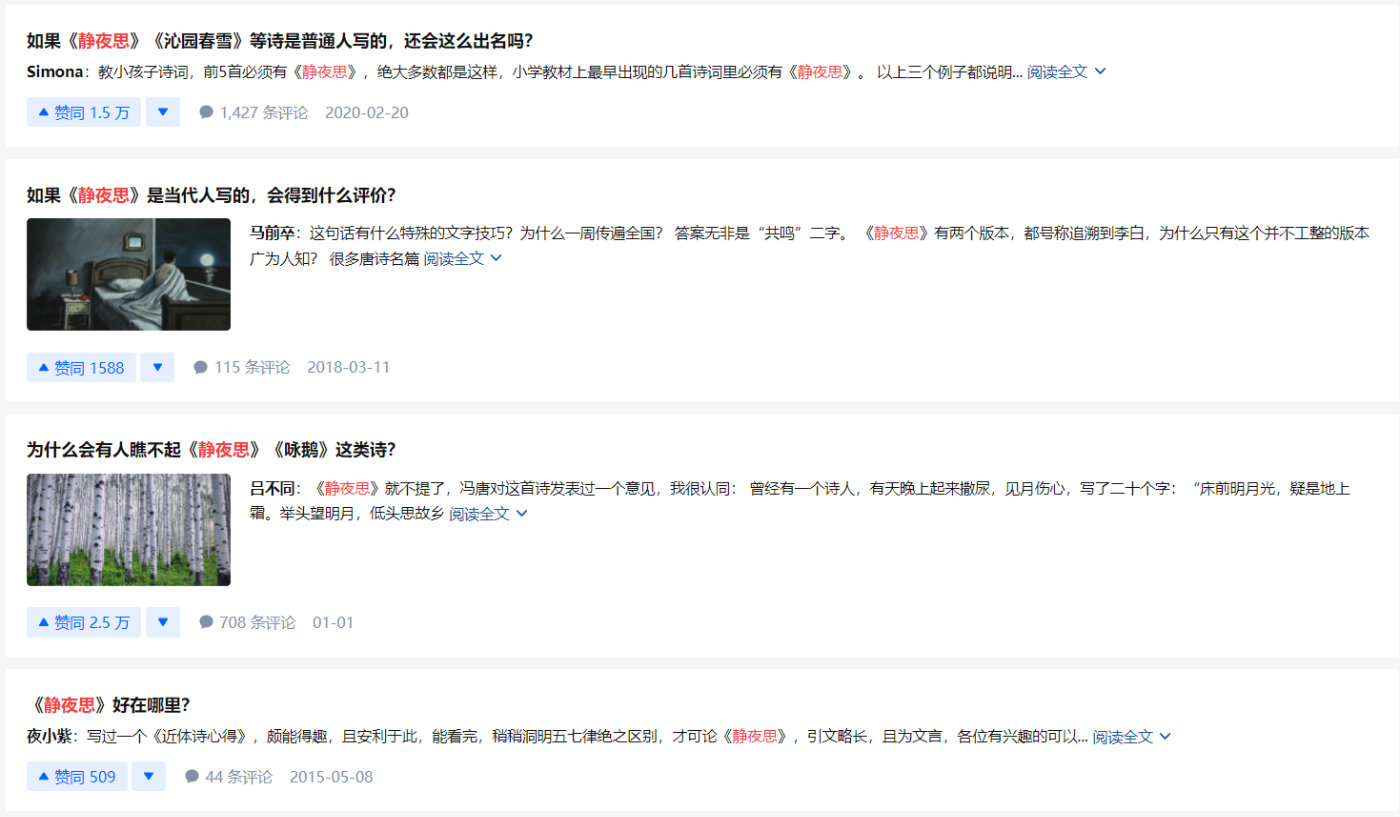 如果《静夜思》《沁园春雪》等诗是普通人写的，还会这么出名吗？
Simona：教小孩子诗词，前5首必须有《静夜思》，绝大多数都是这样，小学教材上最早出现的几首诗词里必须有《静夜思》。 以上三个例子都说明... 阅读全文
赞同 1.5 万 1,427 条评论 2020-02-20
如果《静夜思》是当代人写的，会得到什么评价？
马前卒：这句话有什么特殊的文字技巧？为什么一周传遍全国？ 答案无非是“共鸣”二字。 《静夜思》有两个版本，都号称追溯到李白，为什么只有这个并不工整的版本
广为人知？ 很多唐诗名篇 阅读全文
赞同 1588 115 条评论 2018-03-11
为什么会有人瞧不起《静夜思》《咏鹅》这类诗？
吕不同：《静夜思》就不提了，冯唐对这首诗发表过一个意见，我很认同： 曾经有一个诗人，有天晚上起来撒尿，见月伤心，写了二十个字： “床前明月光，疑是地上
霜。举头望明月，低头思故乡 阅读全文
赞同 2.5 万 708 条评论 01-01
《静夜思》好在哪里？
夜小紫：写过一个《近体诗心得》，颇能得趣，且安利于此，能看完，稍稍洞明五七律绝之区别，才可论《静夜思》，引文略长，且为文言，各位有兴趣的可以... 阅读全文
赞同 509 44 条评论 2015-05-08